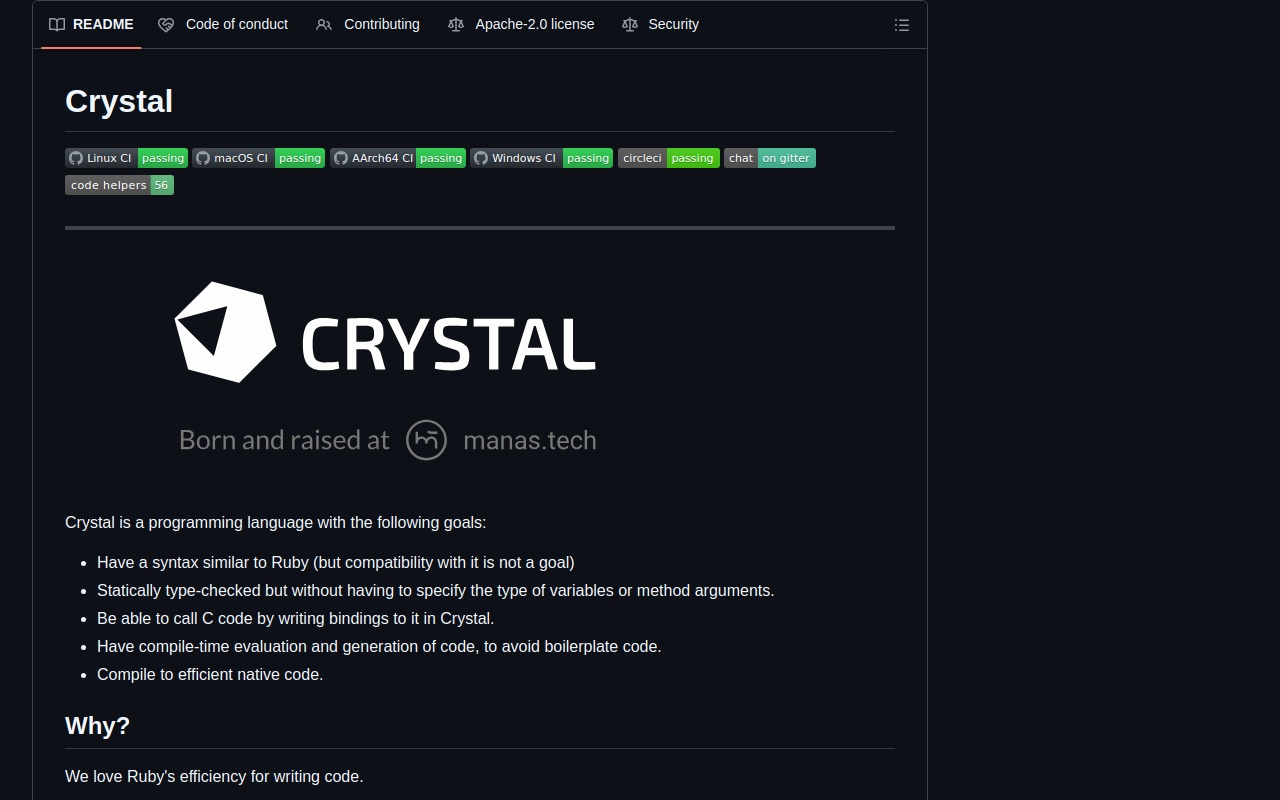 README Code of conduct Contributing Apache-2.0 license Security
Crystal
Linux CI passing macOS CI passing AArch64 CI passing Windows CI passing circleci passing chat on gitter
code helpers 56
CRYSTAL
Born and raised at manas.tech
Crystal is a programming language with the following goals:
Have a syntax similar to Ruby (but compatibility with it is not a goal)
Statically type-checked but without having to specify the type of variables or method arguments.
Be able to call C code by writing bindings to it in Crystal.
Have compile-time evaluation and generation of code, to avoid boilerplate code.
Compile to efficient native code.
Why?
We love Ruby's efficiency for writing code.